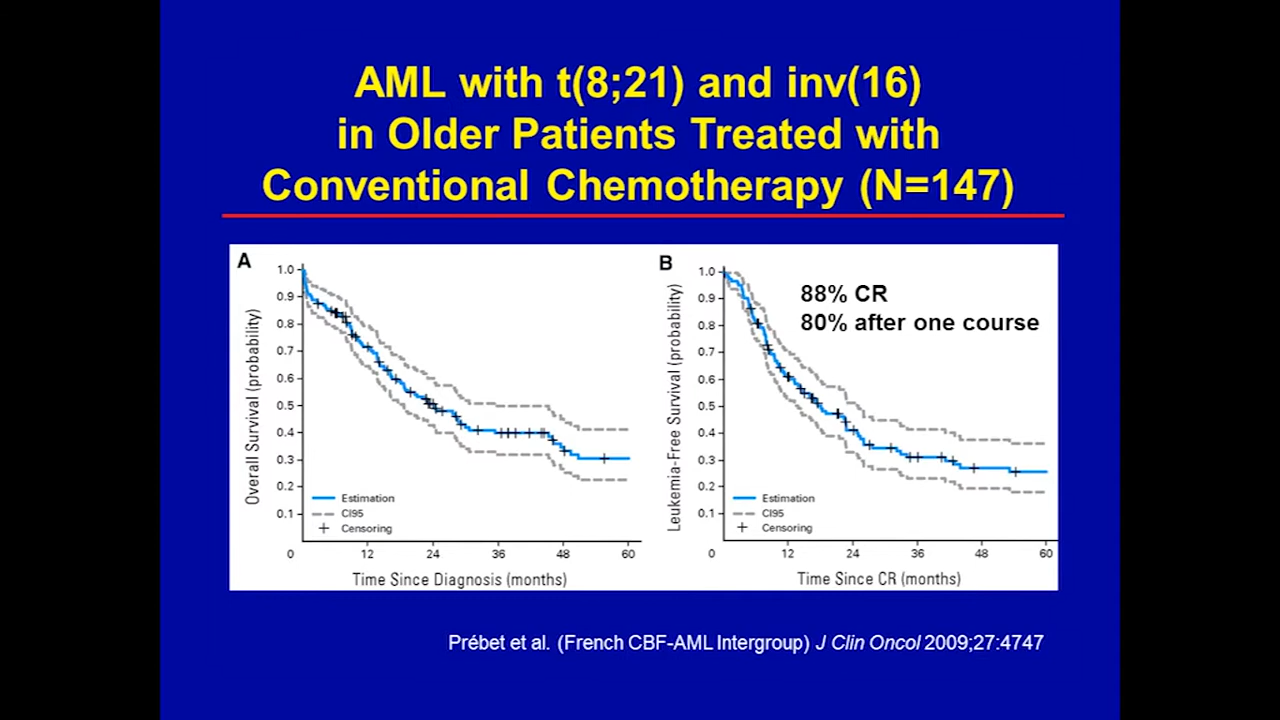 AML with t(8;21) and inv(16)
in Older Patients Treated with
Conventional Chemotherapy (N=147)
A
Overall Survival (probability)
1.0
0.9
0.8
0.7
0.6
0.5
0.4
0.3
0.2
0.1
Estimation
CI95
Censoring
0 12 24 36 48 60
Time Since Diagnosis (months)
B
Leukemia-Free Survival (probability)
1.0
0.9
0.8
0.7
0.6
0.5
0.4
0.3
0.2
0.1
88% CR
80% after one course
Estimation
CI95
Censoring
0 12 24 36 48 60
Time Since CR (months)
Prébet et al. (French CBF-AML Intergroup) J Clin Oncol 2009;27:4747